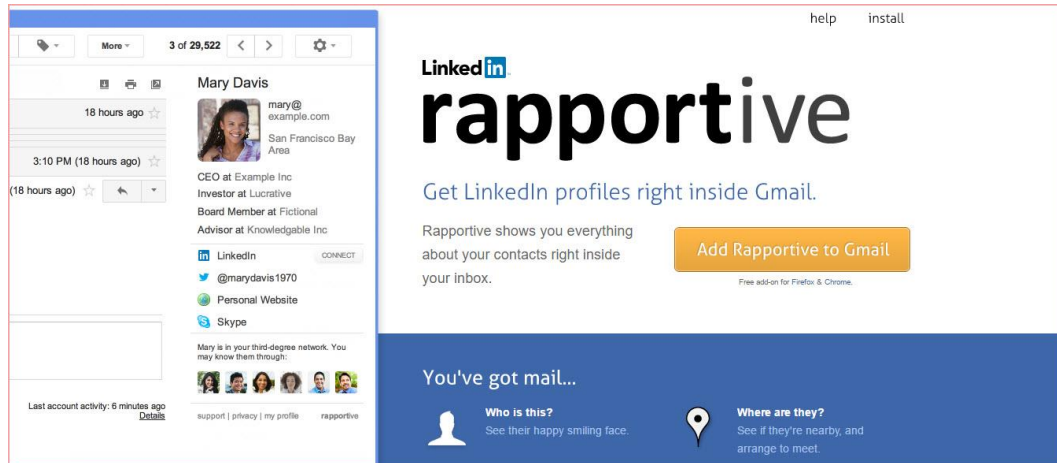 help install
More 3 of 29,522
Mary Davis
mary@
example.com
San Francisco Bay
Area
18 hours ago
3:10 PM (18 hours ago)
(18 hours ago)
CEO at Example Inc
Investor at Lucrative
Board Member at Fictional
Advisor at Knowledgable Inc
LinkedIn CONNECT
@marydavis1970
Personal Website
Skype
Mary is in your third-degree network. You
may know them through:
Last account activity: 6 minutes ago
Details
support | privacy | my profile rapportive
Linked in
rapportive
Get LinkedIn profiles right inside Gmail.
Rapportive shows you everything
about your contacts right inside
your inbox.
Add Rapportive to Gmail
Free add-on for Firefox & Chrome.
You've got mail...
Who is this?
See their happy smiling face.
Where are they?
See if they're nearby, and
arrange to meet.